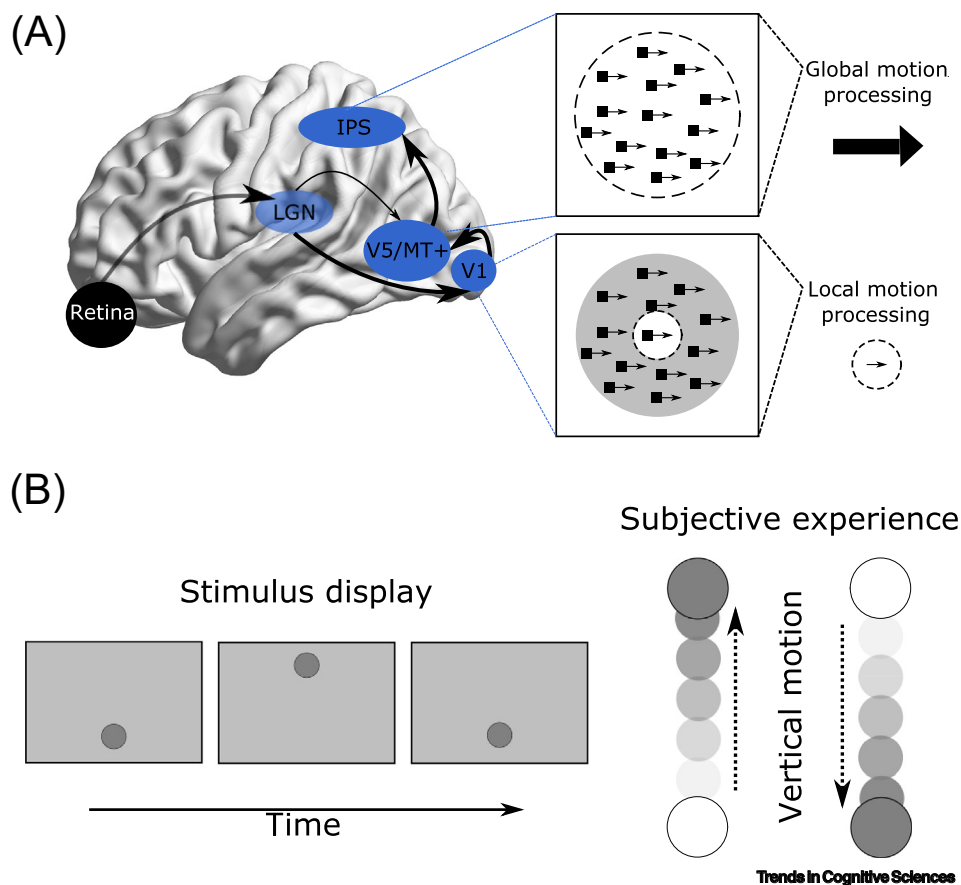 (A)
IPS
LGN
V5/MT+
V1
Retina
Global motion
processing
Local motion
processing
(B)
Stimulus display
Time
Subjective experience
Vertical motion
Trends in Cognitive Sciences